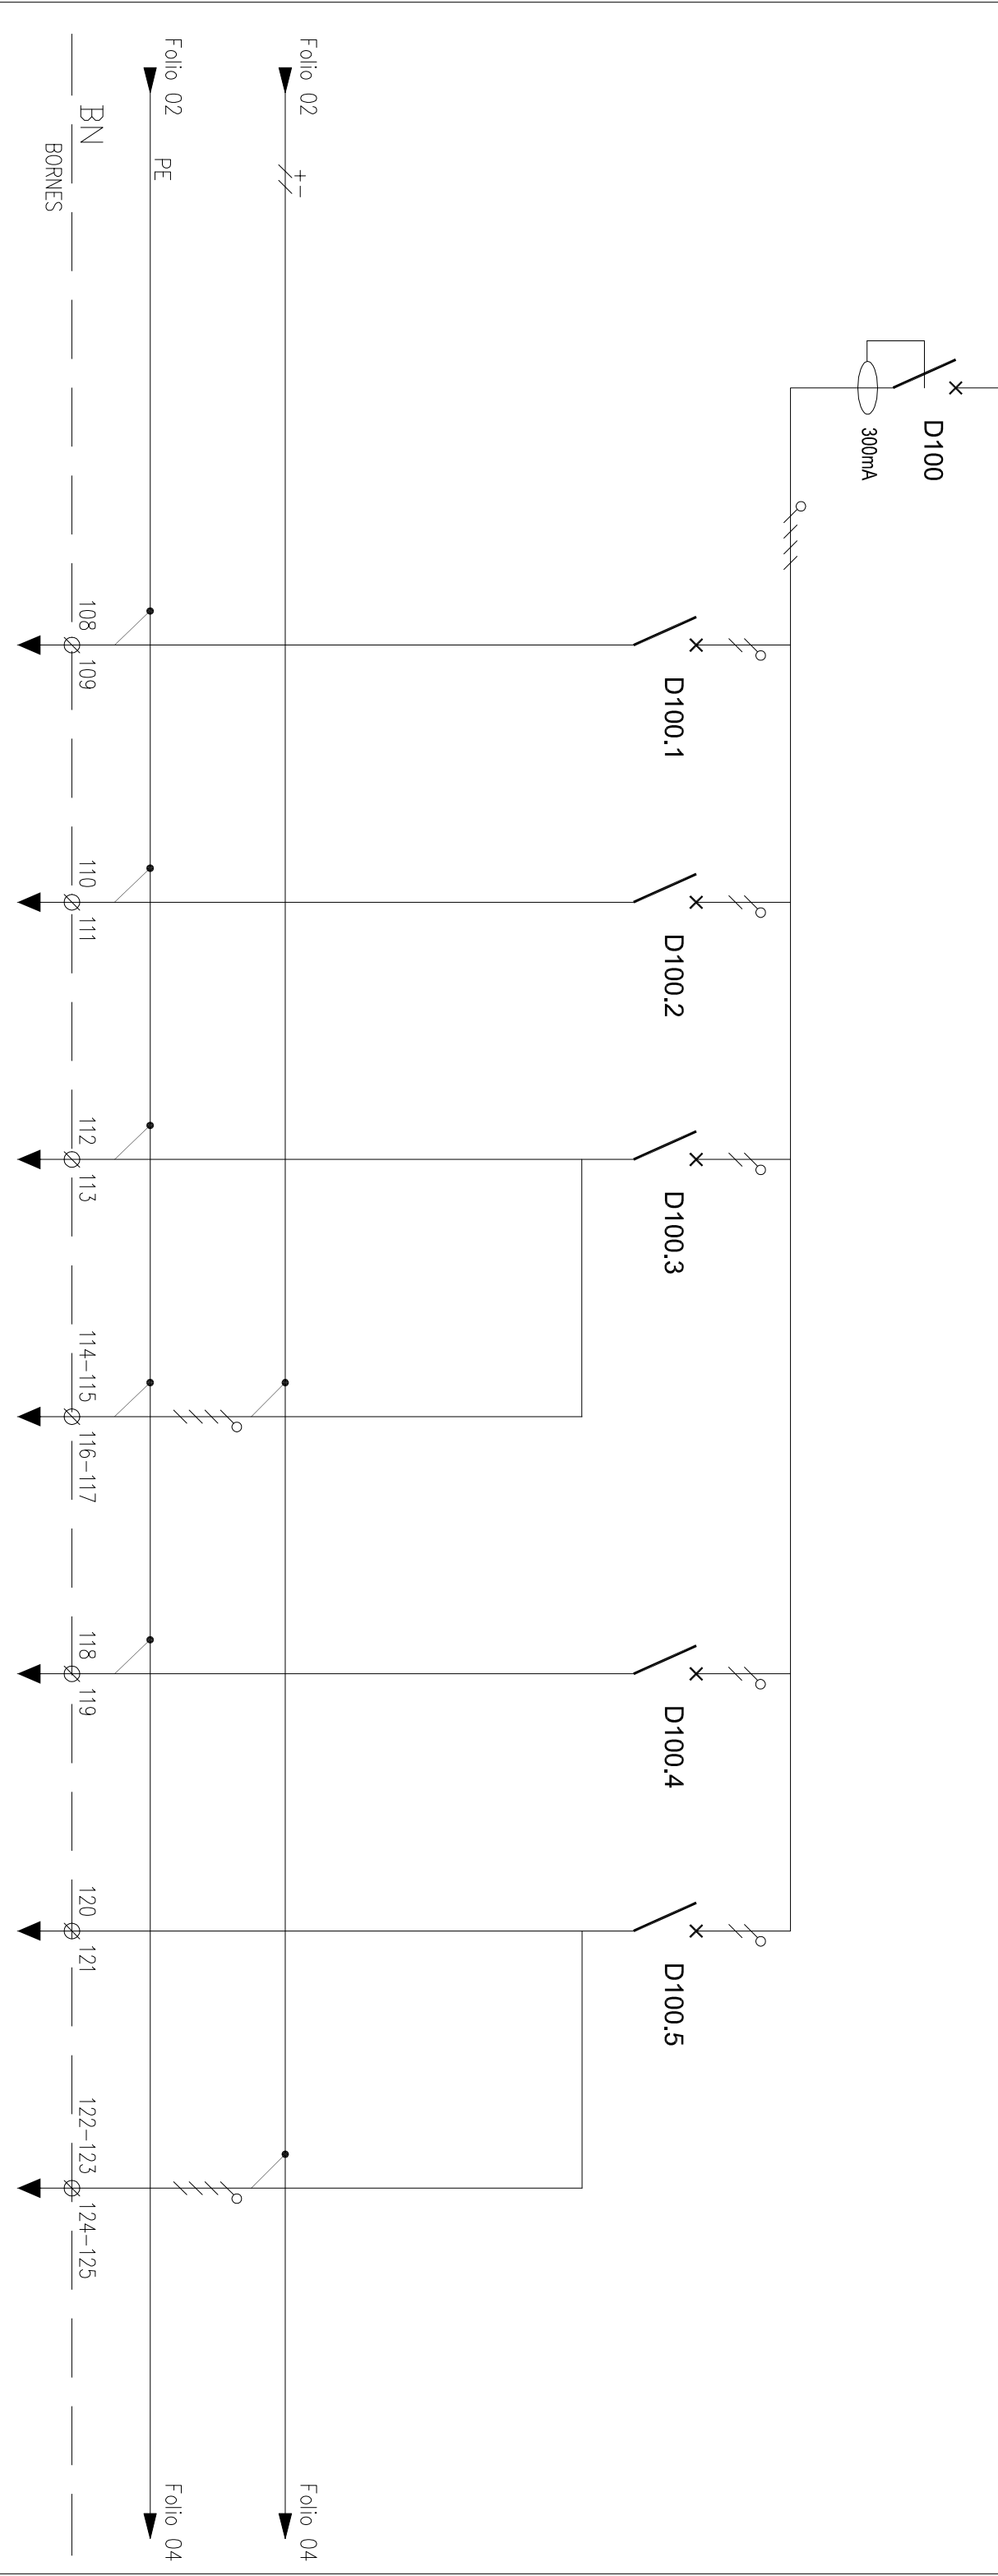 D100
300mA
D100.1
D100.2
D100.3
D100.4
D100.5
Folio 02
+ -
Folio 04
Folio 02
PE
Folio 04
BN
108 109
110 111
112 113
114-115 116-117
118 119
120 121
122-123 124-125
BORNES